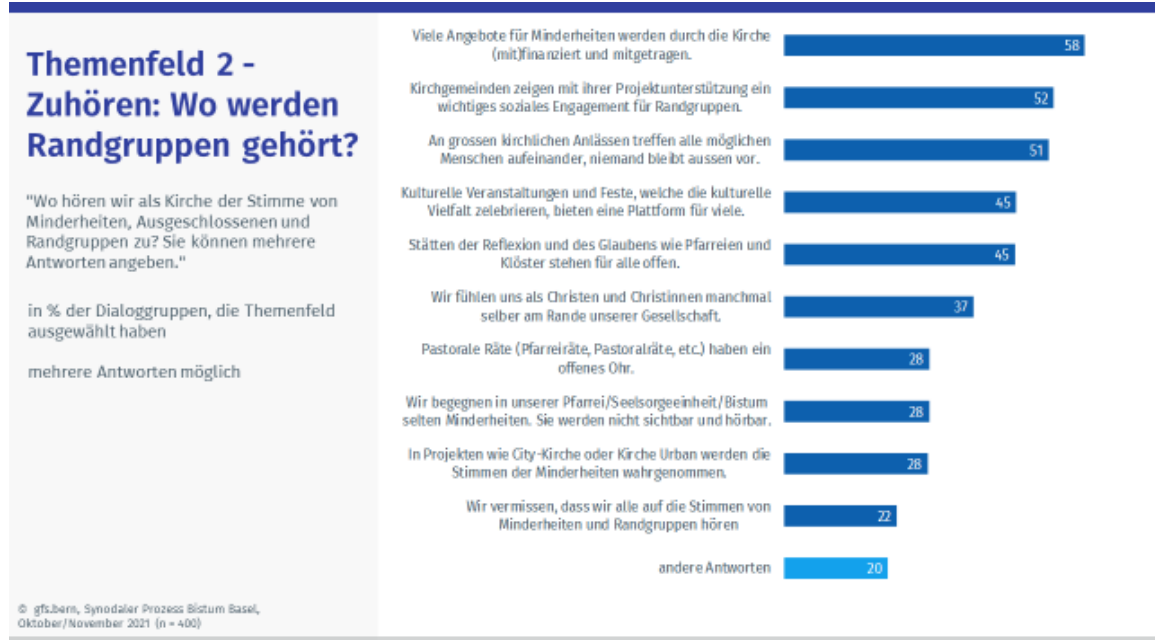 Themenfeld 2 -
Zuhören: Wo werden
Randgruppen gehört?
"Wo hören wir als Kirche der Stimme von
Minderheiten, Ausgeschlossenen und
Randgruppen zu? Sie können mehrere
Antworten angeben."
in % der Dialoggruppen, die Themenfeld
ausgewählt haben
mehrere Antworten möglich
© gfs.bern, Synodaler Prozess Bistum Basel,
Oktober/November 2021 (n = 400)
Viele Angebote für Minderheiten werden durch die Kirche
(mit)finanziert und mitgetragen.
58
Kirchgemeinden zeigen mit ihrer Projektunterstützung ein
wichtiges soziales Engagement für Randgruppen.
52
An grossen kirchlichen Anlässen treffen alle möglichen
Menschen aufeinander, niemand bleibt aussen vor.
51
Kulturelle Veranstaltungen und Feste, welche die kulturelle
Vielfalt zelebrieren, bieten eine Plattform für viele.
45
Stätten der Reflexion und des Glaubens wie Pfarreien und
Klöster stehen für alle offen.
45
Wir fühlen uns als Christen und Christinnen manchmal
selber am Rande unserer Gesellschaft.
37
Pastorale Räte (Pfarreiräte, Pastoralräte, etc.) haben ein
offenes Ohr.
28
Wir begegnen in unserer Pfarrei/Seelsorgeeinheit/Bistum
selten Minderheiten. Sie werden nicht sichtbar und hörbar.
28
In Projekten wie City-Kirche oder Kirche Urban werden die
Stimmen der Minderheiten wahrgenommen.
28
Wir vermissen, dass wir alle auf die Stimmen von
Minderheiten und Randgruppen hören
22
andere Antworten
20